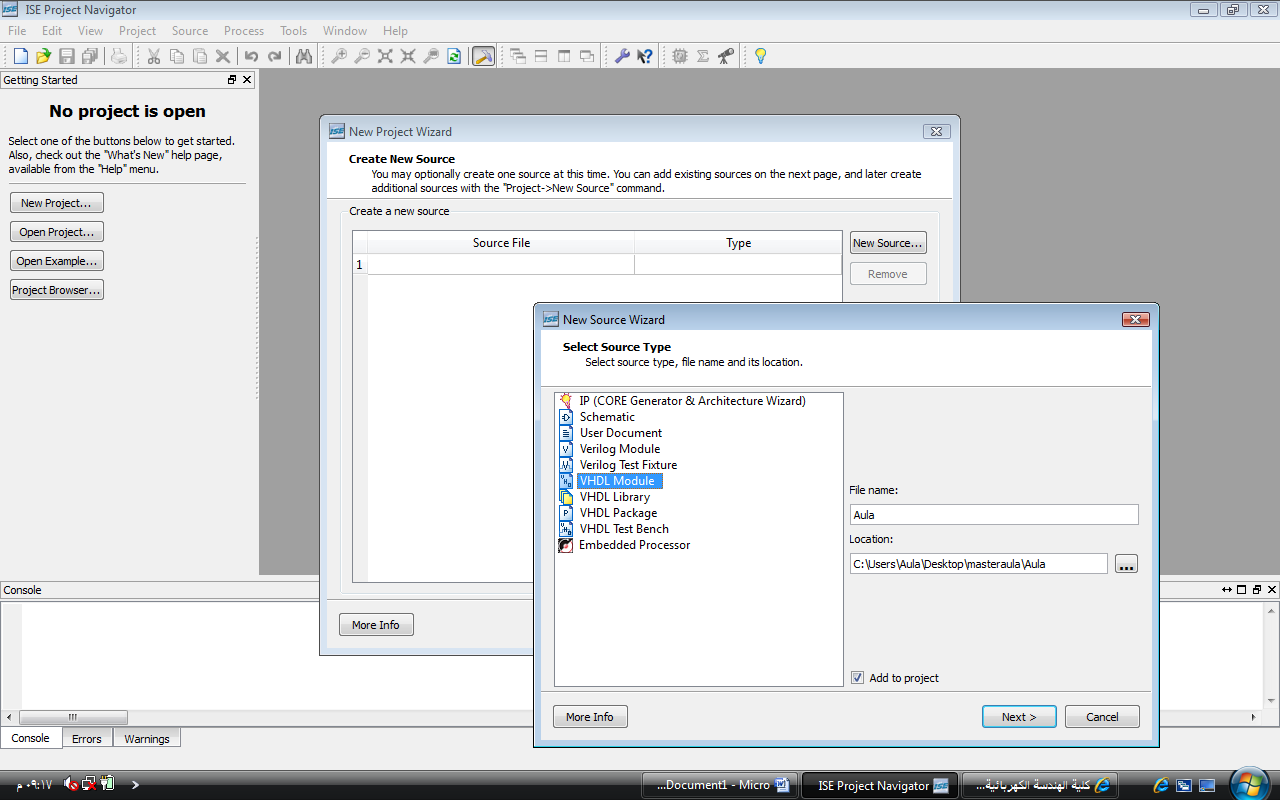 ISE Project Navigator
File Edit View Project Source Process Tools Window Help
Getting Started
No project is open
Select one of the buttons below to get started.
Also, check out the "What's New" help page,
available from the "Help" menu.
New Project...
Open Project...
Open Example...
Project Browser...
New Project Wizard
Create New Source
You may optionally create one source at this time. You can add existing sources on the next page, and later create
additional sources with the "Project->New Source" command.
Create a new source
Source File Type
1
New Source...
Remove
More Info
New Source Wizard
Select Source Type
Select source type, file name and its location.
IP (CORE Generator & Architecture Wizard)
Schematic
User Document
Verilog Module
Verilog Test Fixture
VHDL Module
VHDL Library
VHDL Package
VHDL Test Bench
Embedded Processor
File name:
Aula
Location:
C:\Users\Aula\Desktop\masteraula\Aula
...
Add to project
More Info
Next >
Cancel
Console
Console Errors Warnings
٠٩:١٧ م
...Document1 - Micro
ISE Project Navigator
كلية الهندسة الكهربائية...